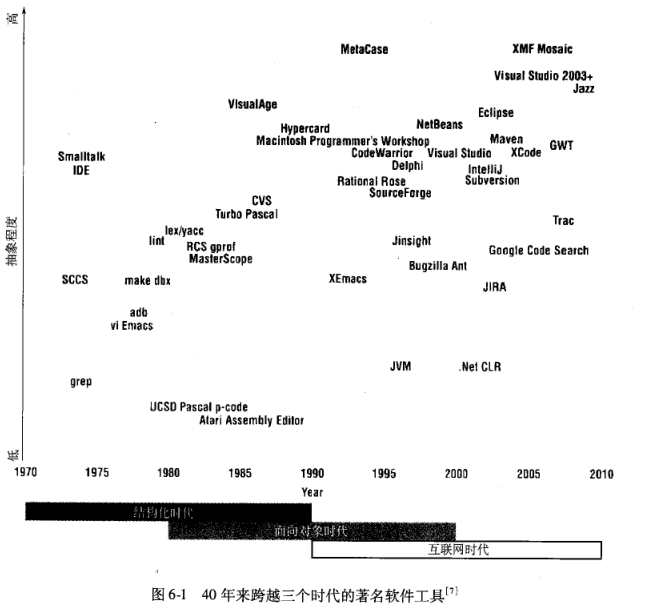 高
MetaCase
XMF Mosaic
Visual Studio 2003+
Jazz
VisualAge
Eclipse
Hypercard
NetBeans
Macintosh Programmer's Workshop
Maven
GWT
CodeWarrior
Visual Studio
XCode
Smalltalk
IDE
Delphi
IntelliJ
Rational Rose
Subversion
SourceForge
CVS
Turbo Pascal
Trac
lex/yacc
lint
RCS gprof
Jinsight
Google Code Search
抽象程度
MasterScope
Bugzilla Ant
SCCS
make dbx
XEmacs
JIRA
adb
vi Emacs
JVM
.Net CLR
grep
UCSD Pascal p-code
Atari Assembly Editor
低
1970 1975 1980 1985 1990 1995 2000 2005 2010
Year
结构化时代
面向对象时代
互联网时代
图 6-1 40 年来跨越三个时代的著名软件工具[7]